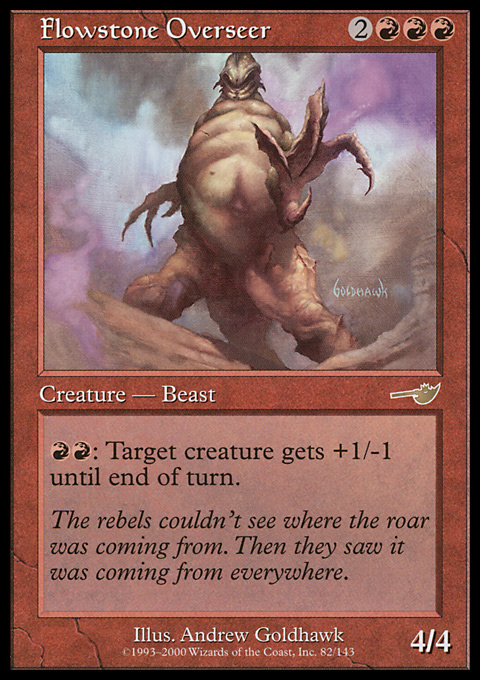 Flowstone Overseer 2
GOLDHAWK
Creature — Beast
: Target creature gets +1/-1
until end of turn.
The rebels couldn't see where the roar
was coming from. Then they saw it
was coming from everywhere.
Illus. Andrew Goldhawk
©1993–2000 Wizards of the Coast, Inc. 82/143
4/4